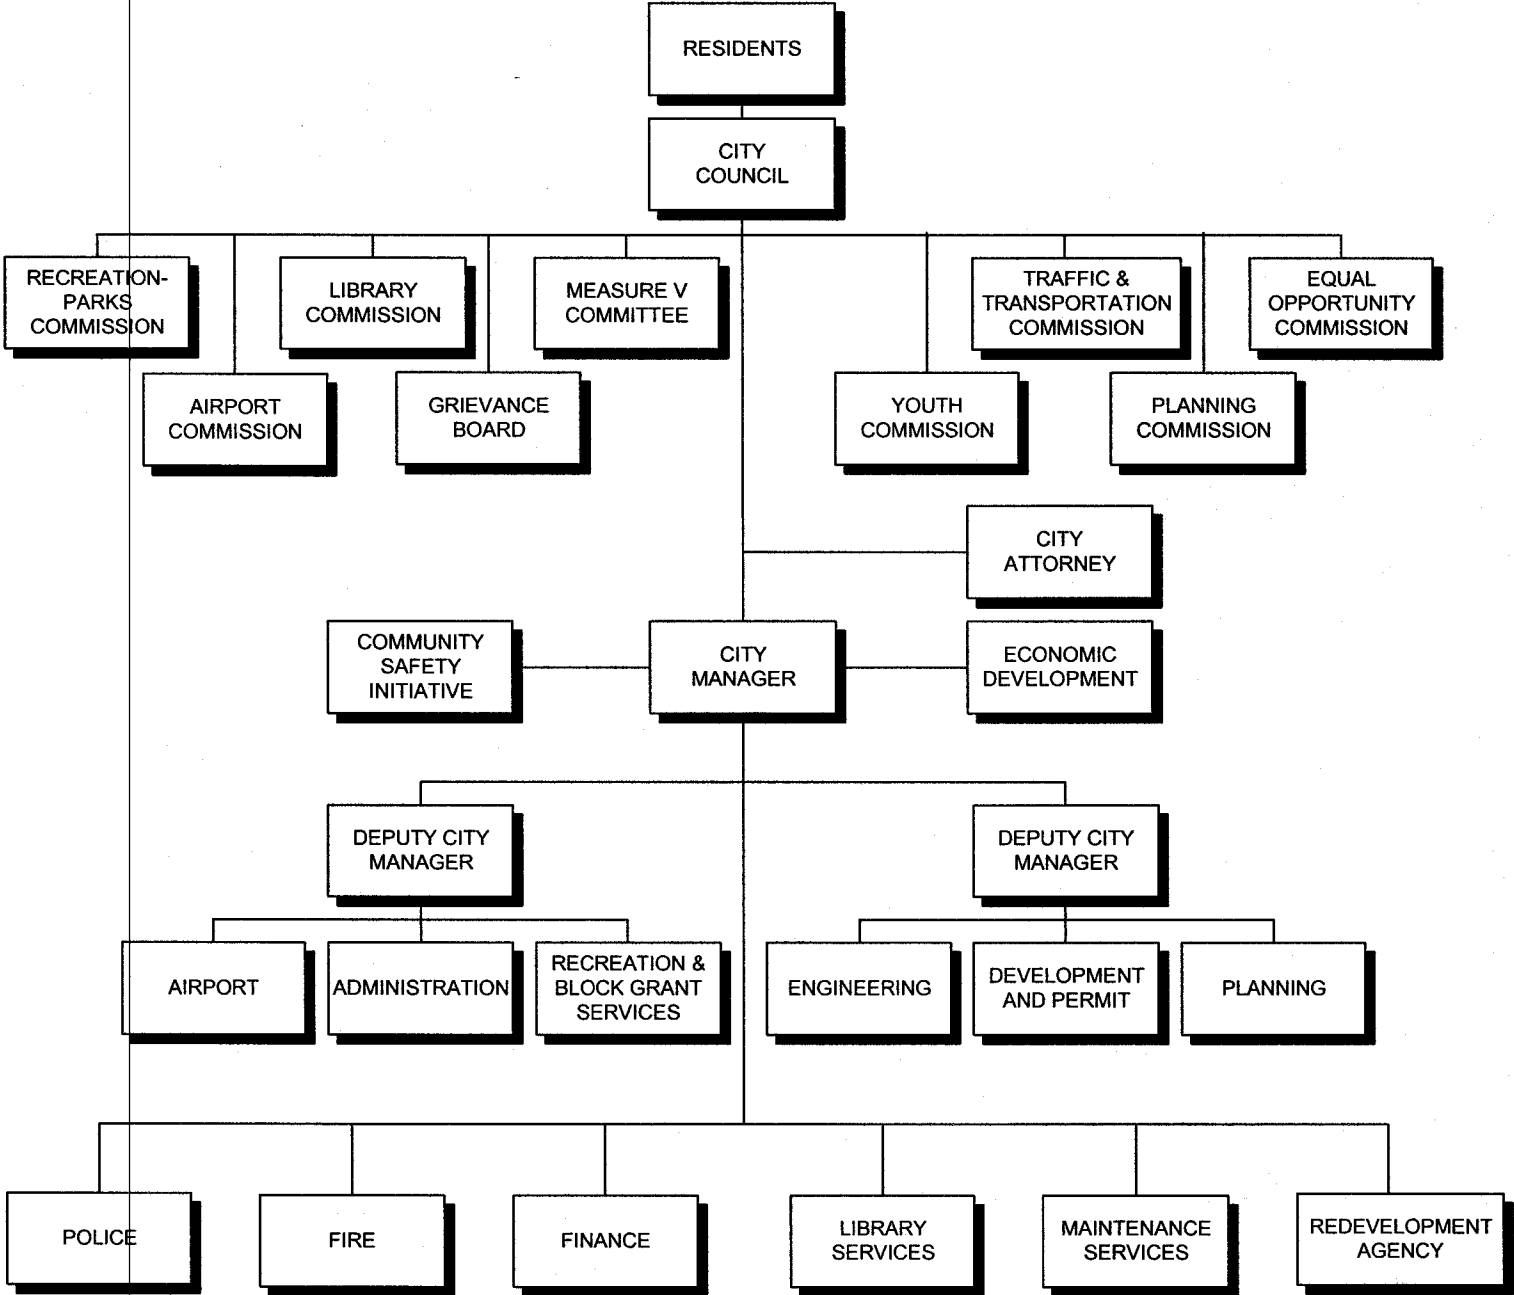 RESIDENTS
CITY
COUNCIL
RECREATION-
PARKS
COMMISSION
LIBRARY
COMMISSION
MEASURE V
COMMITTEE
TRAFFIC &
TRANSPORTATION
COMMISSION
EQUAL
OPPORTUNITY
COMMISSION
AIRPORT
COMMISSION
GRIEVANCE
BOARD
YOUTH
COMMISSION
PLANNING
COMMISSION
CITY
ATTORNEY
COMMUNITY
SAFETY
INITIATIVE
CITY
MANAGER
ECONOMIC
DEVELOPMENT
DEPUTY CITY
MANAGER
DEPUTY CITY
MANAGER
AIRPORT
ADMINISTRATION
RECREATION &
BLOCK GRANT
SERVICES
ENGINEERING
DEVELOPMENT
AND PERMIT
PLANNING
POLICE
FIRE
FINANCE
LIBRARY
SERVICES
MAINTENANCE
SERVICES
REDEVELOPMENT
AGENCY